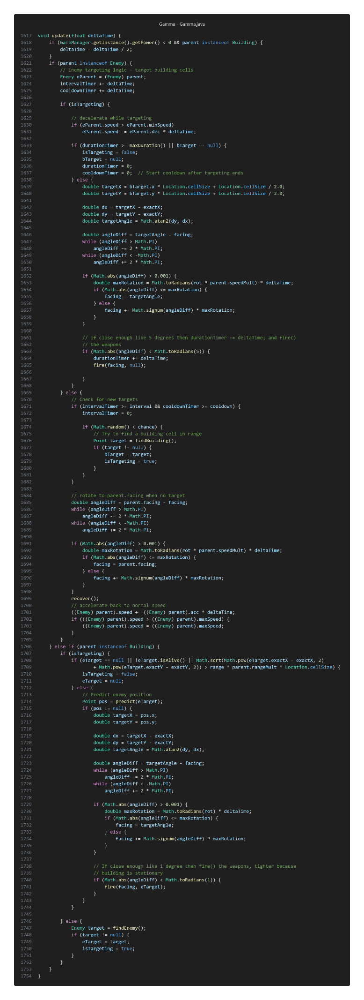 Gamma - Gamma.java
1617 void update(float deltaTime) {
1618     if (GameManager.getInstance().getPower() < 0 && parent instanceof Building) {
1619         deltaTime = deltaTime / 2;
1620     }
1621     if (parent instanceof Enemy) {
1622         // Enemy targeting logic - target building cells
1623         Enemy eParent = (Enemy) parent;
1624         intervalTimer += deltaTime;
1625         cooldownTimer += deltaTime;
1626
1627         if (isTargeting) {
1628
1629             // decelerate while targeting
1630             if (eParent.speed > eParent.minSpeed)
1631                 eParent.speed -= eParent.dec * deltaTime;
1632
1633             if (durationTimer >= maxDuration() || bTarget == null) {
1634                 isTargeting = false;
1635                 bTarget = null;
1636                 durationTimer = 0;
1637                 cooldownTimer = 0;  // Start cooldown after targeting ends
1638             } else {
1639                 double targetX = bTarget.x * Location.cellSize + Location.cellSize / 2.0;
1640                 double targetY = bTarget.y * Location.cellSize + Location.cellSize / 2.0;
1641
1642                 double dx = targetX - exactX;
1643                 double dy = targetY - exactY;
1644                 double targetAngle = Math.atan2(dy, dx);
1645
1646                 double angleDiff = targetAngle - facing;
1647                 while (angleDiff > Math.PI)
1648                     angleDiff -= 2 * Math.PI;
1649                 while (angleDiff < -Math.PI)
1650                     angleDiff += 2 * Math.PI;
1651
1652                 if (Math.abs(angleDiff) > 0.001) {
1653                     double maxRotation = Math.toRadians(rot * parent.speedMult) * deltaTime;
1654                     if (Math.abs(angleDiff) <= maxRotation) {
1655                         facing = targetAngle;
1656                     } else {
1657                         facing += Math.signum(angleDiff) * maxRotation;
1658                     }
1659                 }
1660
1661                 // if close enough like 5 degrees then durationTimer += deltaTime; and fire()
1662                 // the weapons
1663                 if (Math.abs(angleDiff) < Math.toRadians(5)) {
1664                     durationTimer += deltaTime;
1665                     fire(facing, null);
1666
1667                 }
1668             }
1669         } else {
1670             // Check for new targets
1671             if (intervalTimer >= interval && cooldownTimer >= cooldown) {
1672                 intervalTimer = 0;
1673
1674                 if (Math.random() < chance) {
1675                     // Try to find a building cell in range
1676                     Point target = findBuilding();
1677                     if (target != null) {
1678                         bTarget = target;
1679                         isTargeting = true;
1680                     }
1681                 }
1682             }
1683
1684             // rotate to parent.facing when no target
1685             double angleDiff = parent.facing - facing;
1686             while (angleDiff > Math.PI)
1687                 angleDiff -= 2 * Math.PI;
1688             while (angleDiff < -Math.PI)
1689                 angleDiff += 2 * Math.PI;
1690
1691             if (Math.abs(angleDiff) > 0.001) {
1692                 double maxRotation = Math.toRadians(rot * parent.speedMult) * deltaTime;
1693                 if (Math.abs(angleDiff) <= maxRotation) {
1694                     facing = parent.facing;
1695                 } else {
1696                     facing += Math.signum(angleDiff) * maxRotation;
1697                 }
1698             }
1699             recover();
1700             // accelerate back to normal speed
1701             ((Enemy) parent).speed += ((Enemy) parent).acc * deltaTime;
1702             if (((Enemy) parent).speed > ((Enemy) parent).maxSpeed) {
1703                 ((Enemy) parent).speed = ((Enemy) parent).maxSpeed;
1704             }
1705         }
1706     } else if (parent instanceof Building) {
1707         if (isTargeting) {
1708             if (eTarget == null || !eTarget.isAlive() || Math.sqrt(Math.pow(eTarget.exactX - exactX, 2)
1709                     + Math.pow(eTarget.exactY - exactY, 2)) > range * parent.rangeMult * Location.cellSize) {
1710                 isTargeting = false;
1711                 eTarget = null;
1712             } else {
1713                 // Predict enemy position
1714                 Point pos = predict(eTarget);
1715                 if (pos != null) {
1716                     double targetX = pos.x;
1717                     double targetY = pos.y;
1718
1719                     double dx = targetX - exactX;
1720                     double dy = targetY - exactY;
1721                     double targetAngle = Math.atan2(dy, dx);
1722
1723                     double angleDiff = targetAngle - facing;
1724                     while (angleDiff > Math.PI)
1725                         angleDiff -= 2 * Math.PI;
1726                     while (angleDiff < -Math.PI)
1727                         angleDiff += 2 * Math.PI;
1728
1729                     if (Math.abs(angleDiff) > 0.001) {
1730                         double maxRotation = Math.toRadians(rot) * deltaTime;
1731                         if (Math.abs(angleDiff) <= maxRotation) {
1732                             facing = targetAngle;
1733                         } else {
1734                             facing += Math.signum(angleDiff) * maxRotation;
1735                         }
1736                     }
1737
1738                     // If close enough like 1 degree then fire() the weapons, tighter because
1739                     // building is stationary
1740                     if (Math.abs(angleDiff) < Math.toRadians(1)) {
1741                         fire(facing, eTarget);
1742                     }
1743                 }
1744             }
1745
1746         } else {
1747             Enemy target = findEnemy();
1748             if (target != null) {
1749                 eTarget = target;
1750                 isTargeting = true;
1751             }
1752         }
1753     }
1754 }